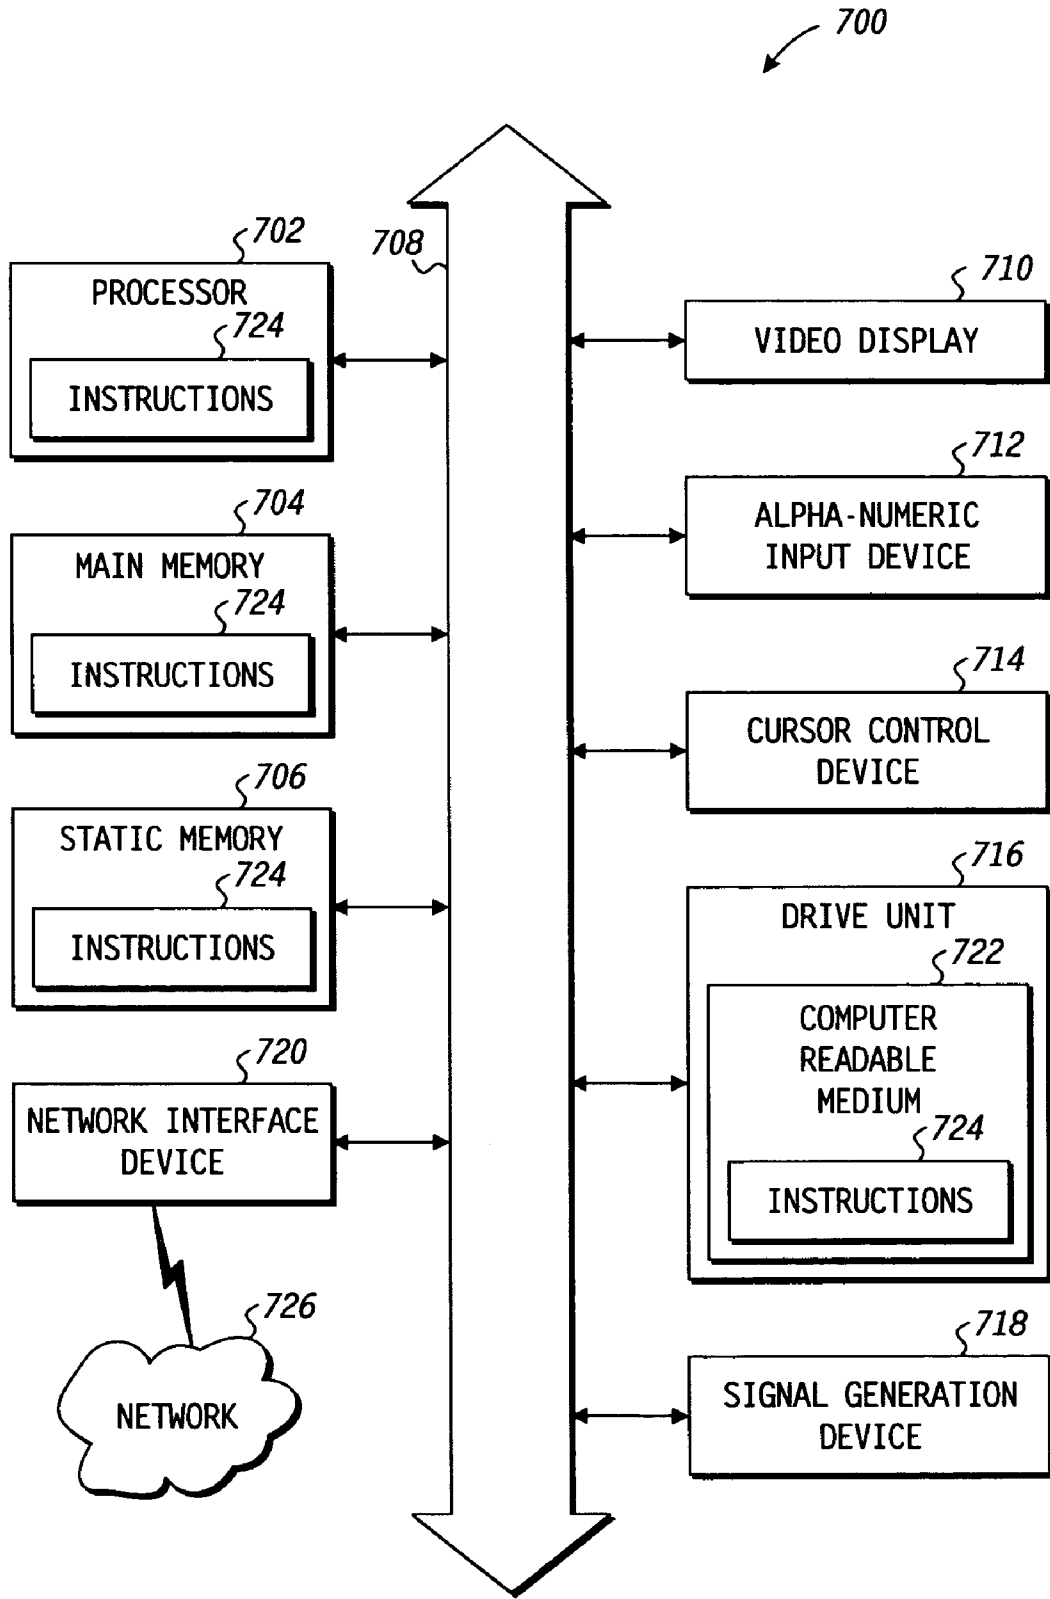 700
702
PROCESSOR
724
INSTRUCTIONS
704
MAIN MEMORY
724
INSTRUCTIONS
706
STATIC MEMORY
724
INSTRUCTIONS
720
NETWORK INTERFACE
DEVICE
726
NETWORK
708
710
VIDEO DISPLAY
712
ALPHA-NUMERIC
INPUT DEVICE
714
CURSOR CONTROL
DEVICE
716
DRIVE UNIT
722
COMPUTER
READABLE
MEDIUM
724
INSTRUCTIONS
718
SIGNAL GENERATION
DEVICE